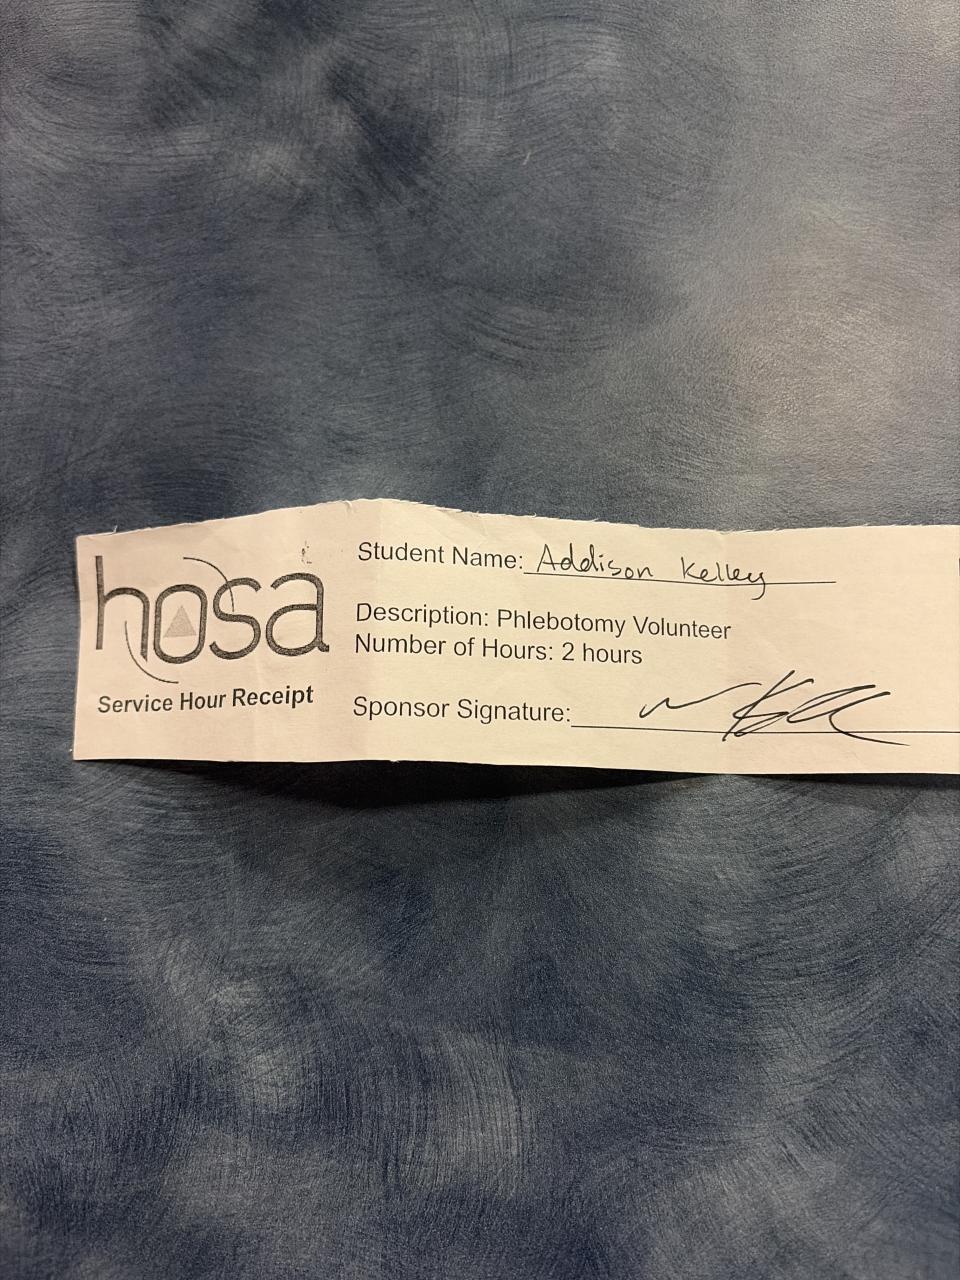 hosa
Service Hour Receipt
Student Name: Addison Kelley
Description: Phlebotomy Volunteer
Number of Hours: 2 hours
Sponsor Signature: